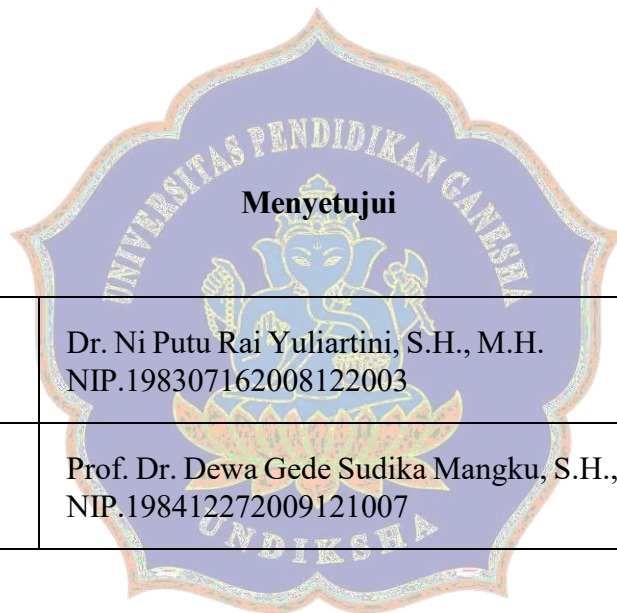 UNIVERSITAS PENDIDIKAN GANESHA
Menyetujui
Dr. Ni Putu Rai Yuliartini, S.H., M.H.
NIP.198307162008122003
Prof. Dr. Dewa Gede Sudika Mangku, S.H.,
NIP.198412272009121007
UNDIKSHA